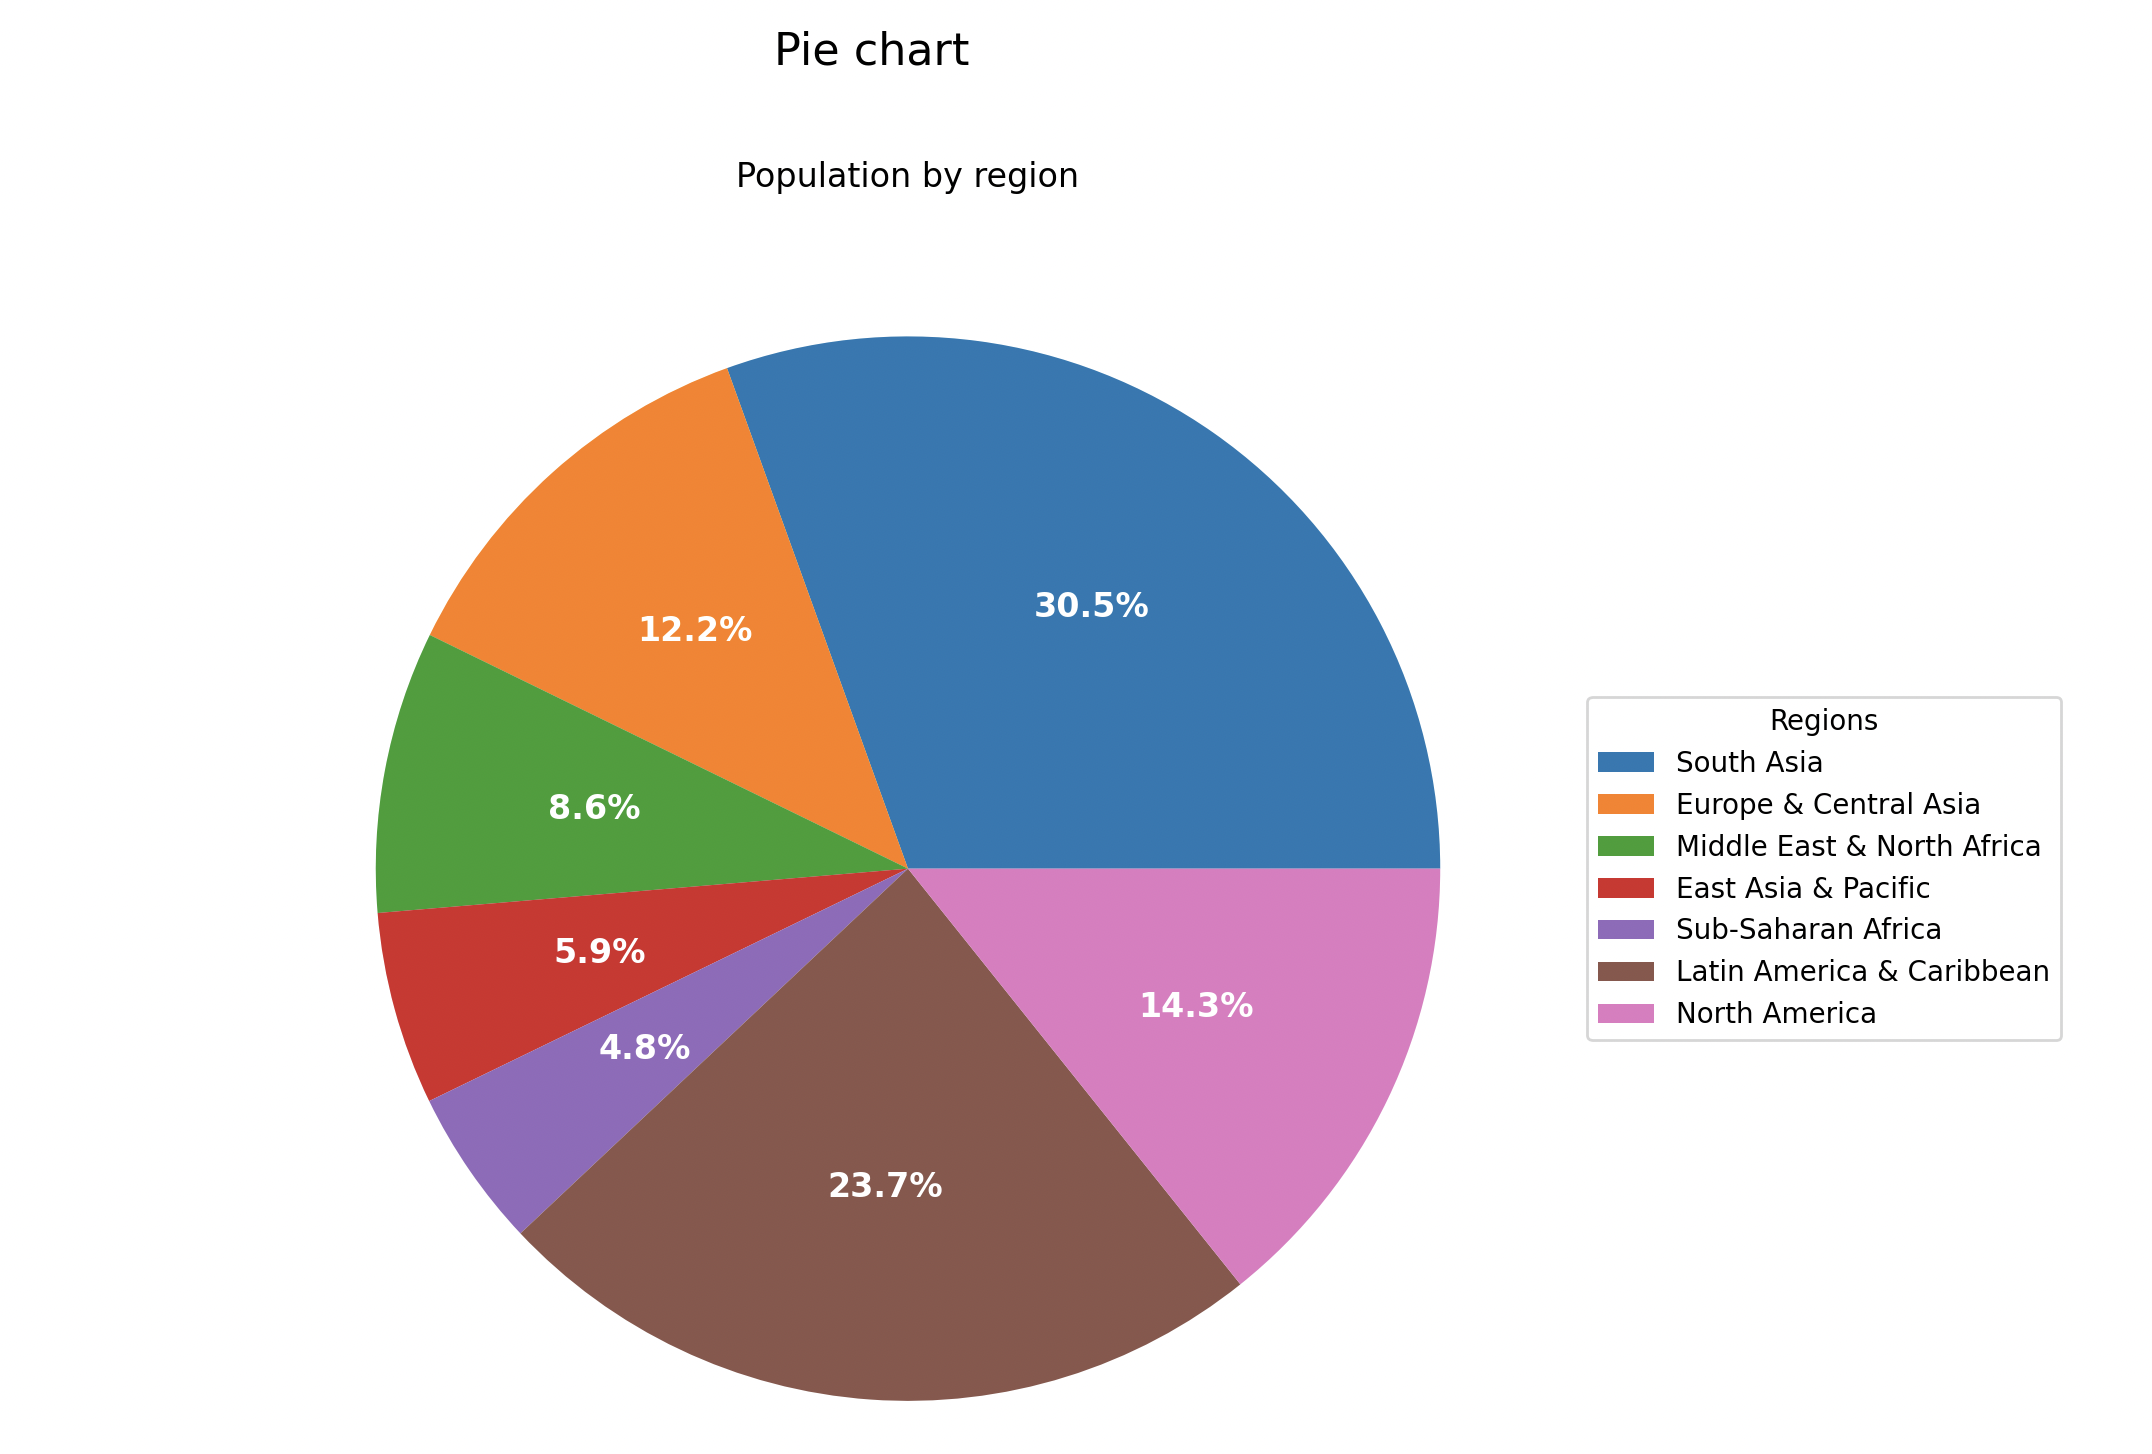 Pie chart
Population by region
30.5%
12.2%
8.6%
5.9%
4.8%
23.7%
14.3%
Regions
South Asia
Europe & Central Asia
Middle East & North Africa
East Asia & Pacific
Sub-Saharan Africa
Latin America & Caribbean
North America